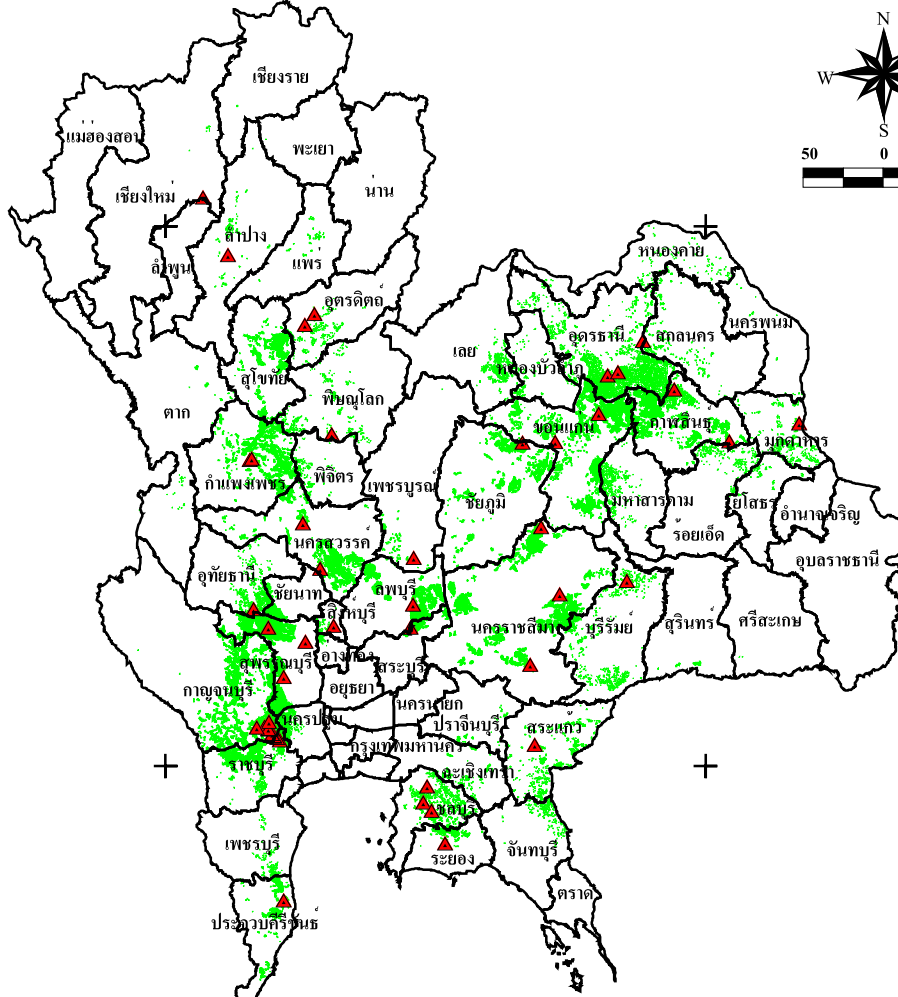 N
เชียงราย
แม่ฮ่องสอน
พะเยา
W
S
น่าน
50 0
เชียงใหม่
ลำปาง
หนองคาย
ลำพูน
แพร่
อุตรดิตถ์
นครพนม
อุดรธานี
สกลนคร
เลย
หนองบัวลำภู
สุโขทัย
พิษณุโลก
ตาก
ขอนแก่น
กาฬสินธุ์
มุกดาหาร
พิจิตร
กำแพงเพชร
เพชรบูรณ์
ชัยภูมิ
มหาสารคาม
ยโสธร
อำนาจเจริญ
ร้อยเอ็ด
นครสวรรค์
อุบลราชธานี
อุทัยธานี
ชัยนาท
ลพบุรี
สิงห์บุรี
นครราชสีมา
บุรีรัมย์
สุรินทร์
ศรีสะเกษ
อ่างทอง
สุพรรณบุรี
สระบุรี
กาญจนบุรี
อยุธยา
นครนายก
นครปฐม
ปราจีนบุรี
สระแก้ว
กรุงเทพมหานคร
ราชบุรี
ฉะเชิงเทรา
ชลบุรี
เพชรบุรี
ระยอง
จันทบุรี
ตราด
ประจวบคีรีขันธ์